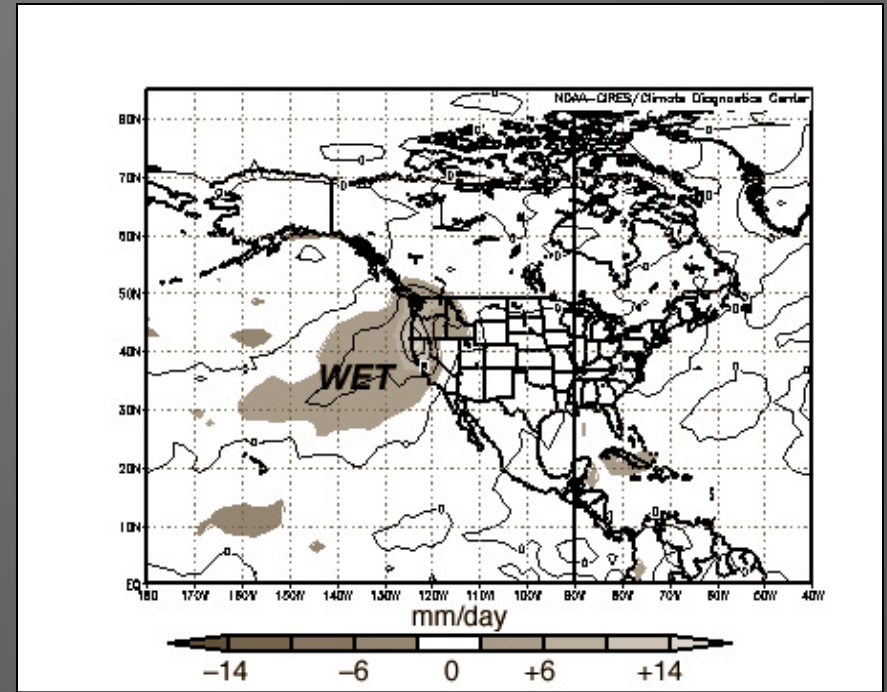 NOAA-CIRES/Climate Diagnostics Center
80N
70N
60N
50N
40N
WET
30N
20N
10N
EQ
180 170W 160W 150W 140W 130W 120W 110W 100W 90W 80W 70W 60W 50W 40W
mm/day
−14 −6 0 +6 +14